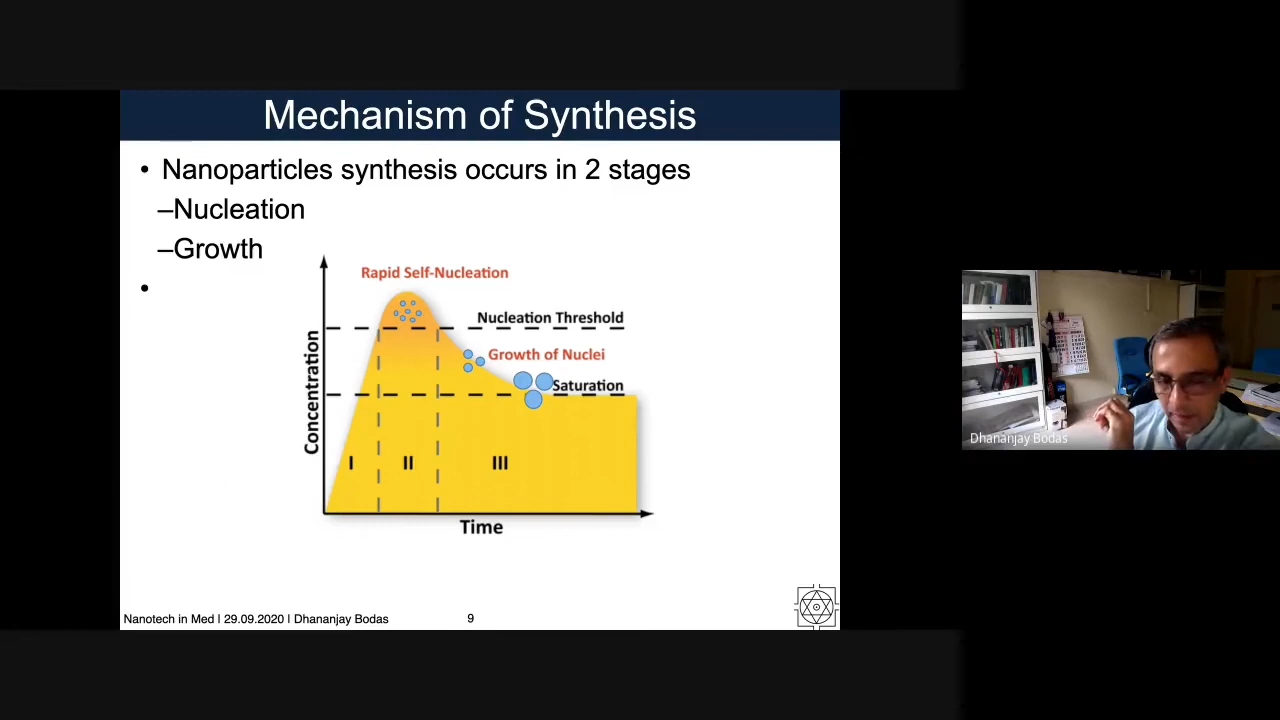 Mechanism of Synthesis
• Nanoparticles synthesis occurs in 2 stages
–Nucleation
–Growth
•
Rapid Self-Nucleation
Nucleation Threshold
Growth of Nuclei
Saturation
Concentration
I II III
Time
Nanotech in Med I 29.09.2020 I Dhananjay Bodas 9
Dhananjay Bodas